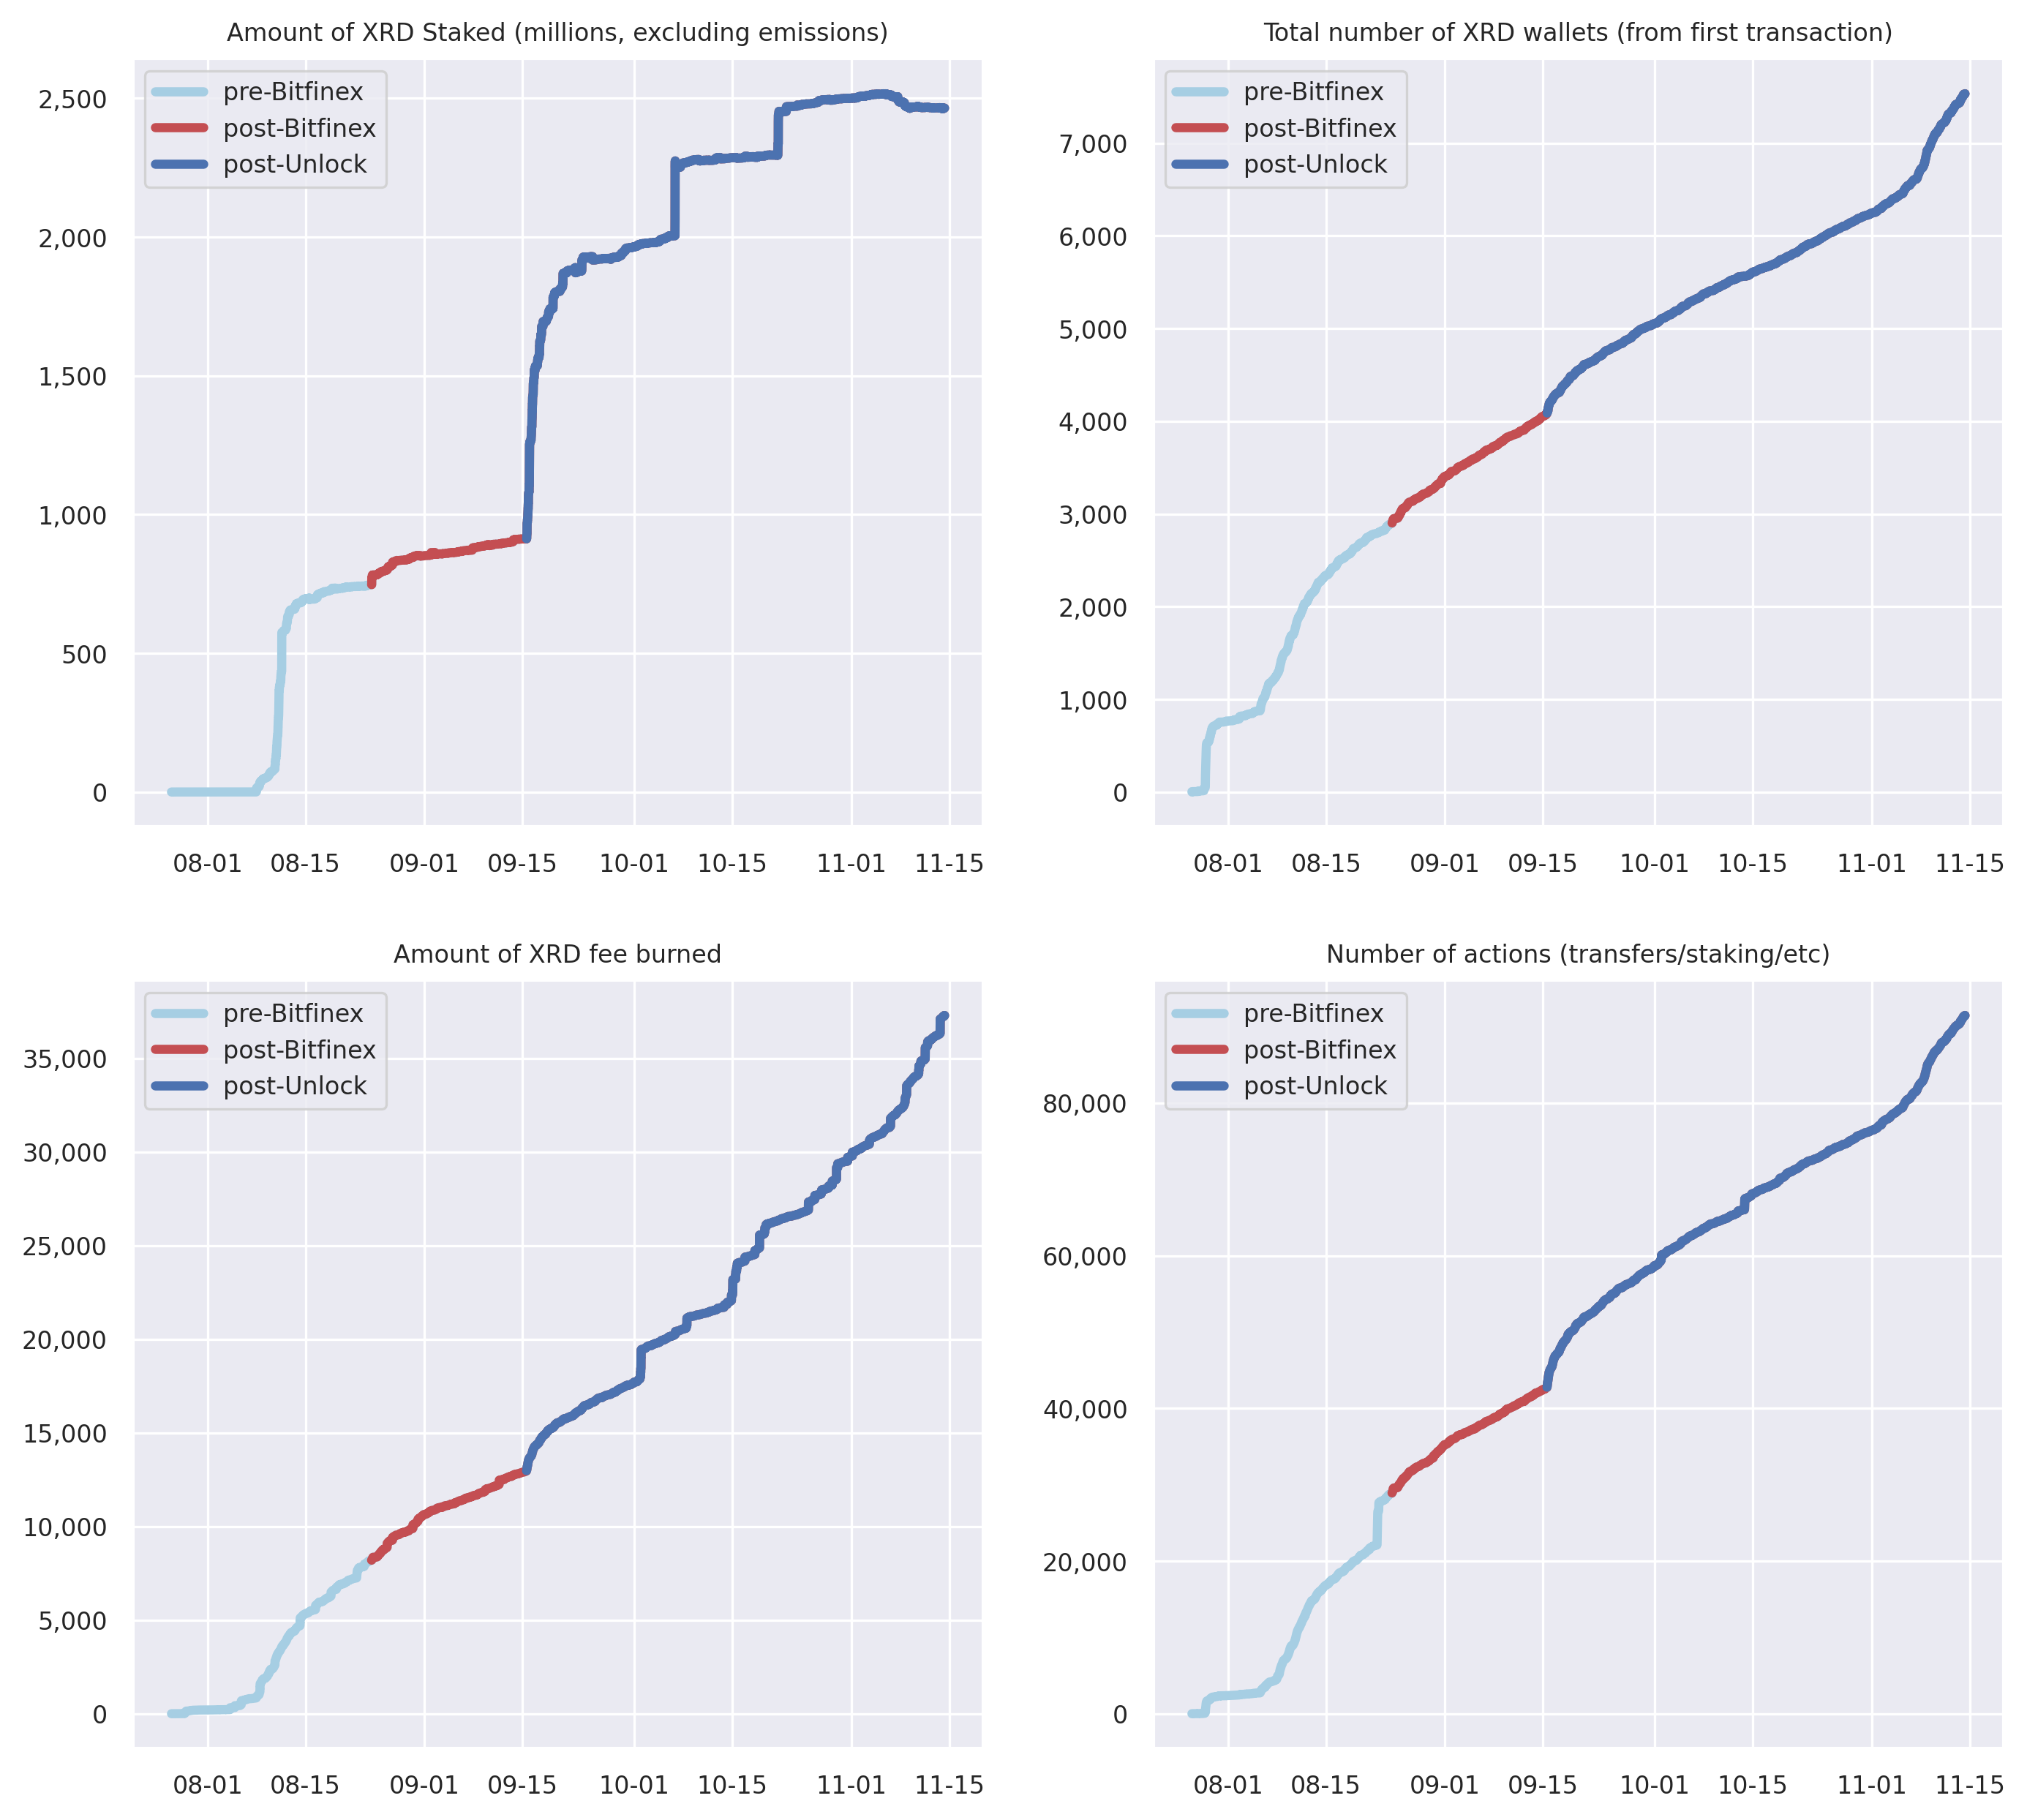 Amount of XRD Staked (millions, excluding emissions)
pre-Bitfinex
post-Bitfinex
post-Unlock
2,500
2,000
1,500
1,000
500
0
08-01 08-15 09-01 09-15 10-01 10-15 11-01 11-15
Total number of XRD wallets (from first transaction)
pre-Bitfinex
post-Bitfinex
post-Unlock
7,000
6,000
5,000
4,000
3,000
2,000
1,000
0
08-01 08-15 09-01 09-15 10-01 10-15 11-01 11-15
Amount of XRD fee burned
pre-Bitfinex
post-Bitfinex
post-Unlock
35,000
30,000
25,000
20,000
15,000
10,000
5,000
0
08-01 08-15 09-01 09-15 10-01 10-15 11-01 11-15
Number of actions (transfers/staking/etc)
pre-Bitfinex
post-Bitfinex
post-Unlock
80,000
60,000
40,000
20,000
0
08-01 08-15 09-01 09-15 10-01 10-15 11-01 11-15